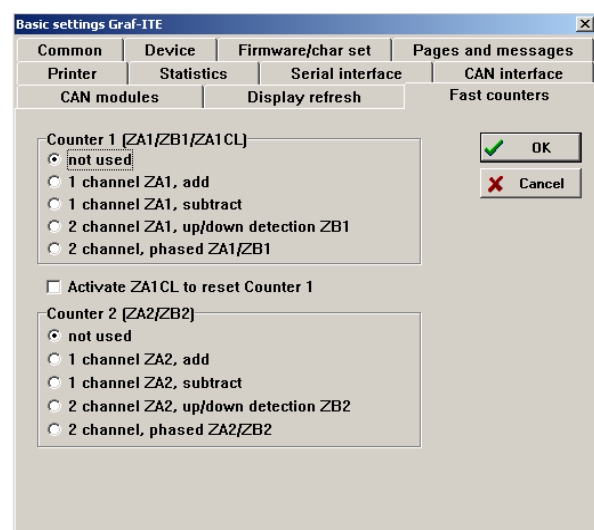 Basic settings Graf-ITE
Common Device Firmware/char set Pages and messages
Printer Statistics Serial interface CAN interface
CAN modules Display refresh Fast counters
Counter 1 (ZA1/ZB1/ZA1CL)
not used
1 channel ZA1, add
1 channel ZA1, subtract
2 channel ZA1, up/down detection ZB1
2 channel, phased ZA1/ZB1
OK
Cancel
Activate ZA1CL to reset Counter 1
Counter 2 (ZA2/ZB2)
not used
1 channel ZA2, add
1 channel ZA2, subtract
2 channel ZA2, up/down detection ZB2
2 channel, phased ZA2/ZB2